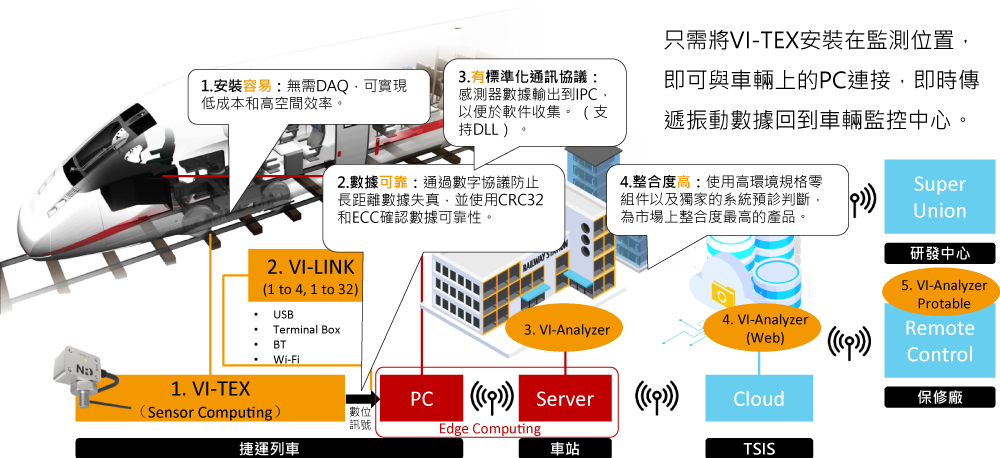 只需將VI-TEX安裝在監測位置，
即可與車輛上的PC連接，即時傳
遞振動數據回到車輛監控中心。
1.安裝容易：無需DAQ，可實現
低成本和高空間效率。
3.有標準化通訊協議：
感測器數據輸出到IPC，
以便於軟件收集。（支
持DLL）。
2.數據可靠：通過數字協議防止
長距離數據失真，並使用CRC32
和ECC確認數據可靠性。
4.整合度高：使用高環境規格零
組件以及獨家的系統預診判斷，
為市場上整合度最高的產品。
Super
Union
研發中心
RAILWAY STATION
2. VI-LINK
(1 to 4, 1 to 32)
• USB
• Terminal Box
• BT
• Wi-Fi
3. VI-Analyzer
4. VI-Analyzer
(Web)
5. VI-Analyzer
Protable
Remote
Control
保修廠
1. VI-TEX
（Sensor Computing）
數位
訊號
PC
Server
Edge Computing
Cloud
捷運列車
車站
TSIS